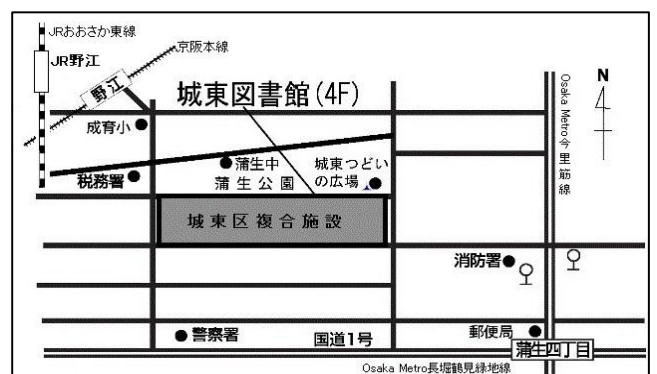 JRおおさか東線
京阪本線
JR野江
野江
城東図書館(4F)
Osaka Metro今里筋線
N
成育小
蒲生中
蒲生公園
城東つどい
の広場
税務署
城東区複合施設
消防署
警察署
国道1号
郵便局
蒲生四丁目
Osaka Metro長堀鶴見緑地線